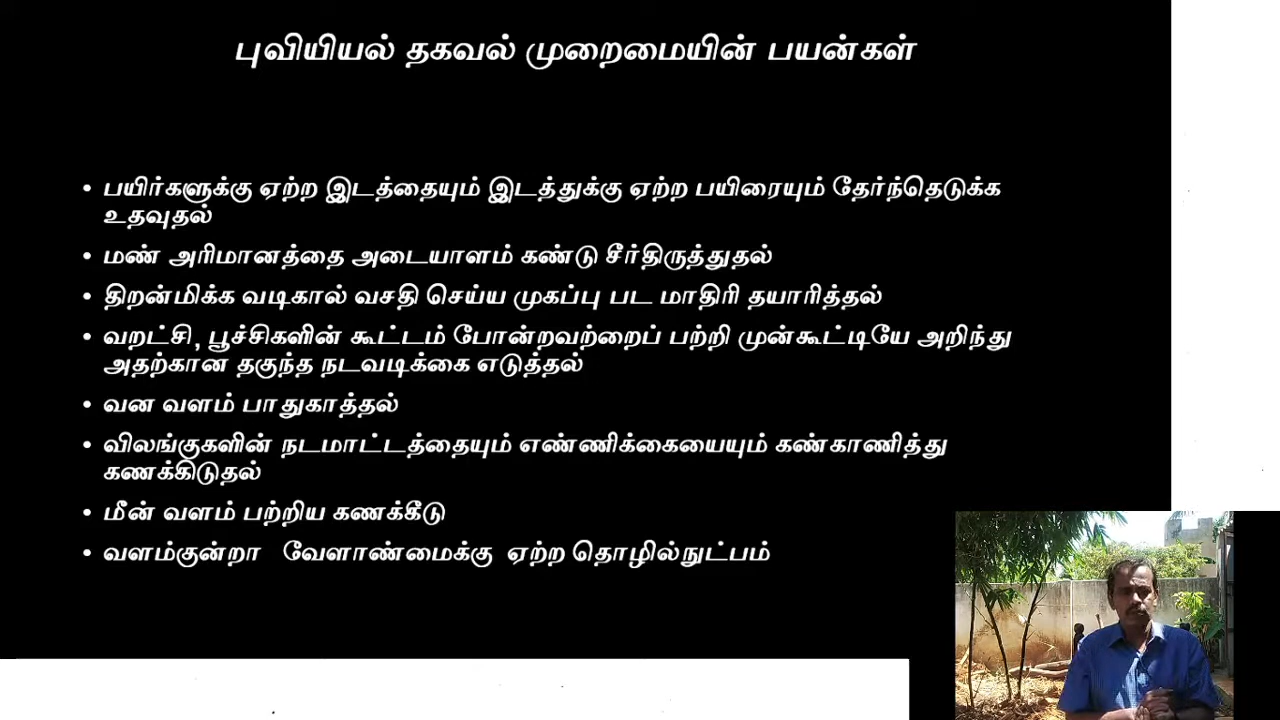 புவியியல் தகவல் முறைமையின் பயன்கள்
• பயிர்களுக்கு ஏற்ற இடத்தையும் இடத்துக்கு ஏற்ற பயிரையும் தேர்ந்தெடுக்க
உதவுதல்
• மண் அரிமானத்தை அடையாளம் கண்டு சீர்திருத்துதல்
• திறன்மிக்க வடிகால் வசதி செய்ய முகப்பு பட மாதிரி தயாரித்தல்
• வறட்சி, பூச்சிகளின் கூட்டம் போன்றவற்றைப் பற்றி முன்கூட்டியே அறிந்து
அதற்கான தகுந்த நடவடிக்கை எடுத்தல்
• வன வளம் பாதுகாத்தல்
• விலங்குகளின் நடமாட்டத்தையும் எண்ணிக்கையையும் கண்காணித்து
கணக்கிடுதல்
• மீன் வளம் பற்றிய கணக்கீடு
• வளம்குன்றா வேளாண்மைக்கு ஏற்ற தொழில்நுட்பம்